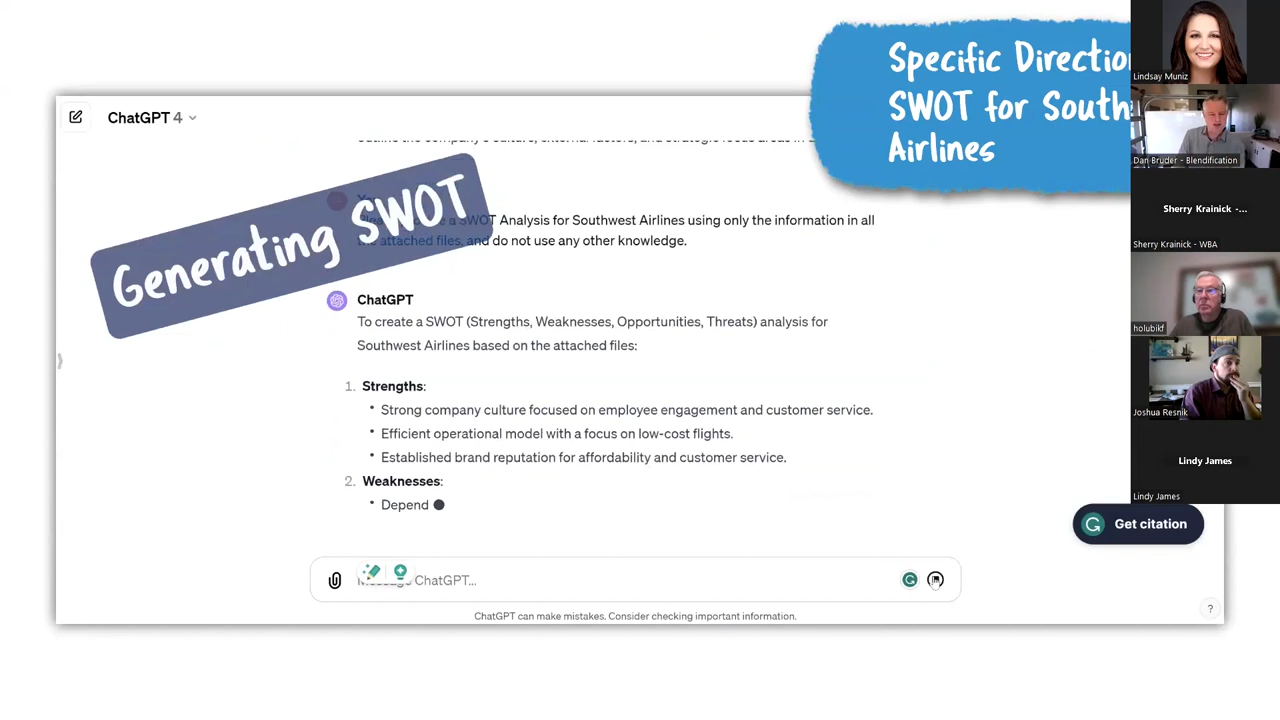 Specific Directio
SWOT for South
Airlines
ChatGPT 4
Generating SWOT
SWOT Analysis for Southwest Airlines using only the information in all
the attached files, and do not use any other knowledge.
ChatGPT
To create a SWOT (Strengths, Weaknesses, Opportunities, Threats) analysis for
Southwest Airlines based on the attached files:
1. Strengths:
• Strong company culture focused on employee engagement and customer service.
• Efficient operational model with a focus on low-cost flights.
• Established brand reputation for affordability and customer service.
2. Weaknesses:
• Depend
Message ChatGPT...
ChatGPT can make mistakes. Consider checking important information.
?
Get citation
Lindsay Muniz
Dan Bruder - Blendification
Sherry Krainick -...
Sherry Krainick - WBA
holubikf
Joshua Resnik
Lindy James
Lindy James